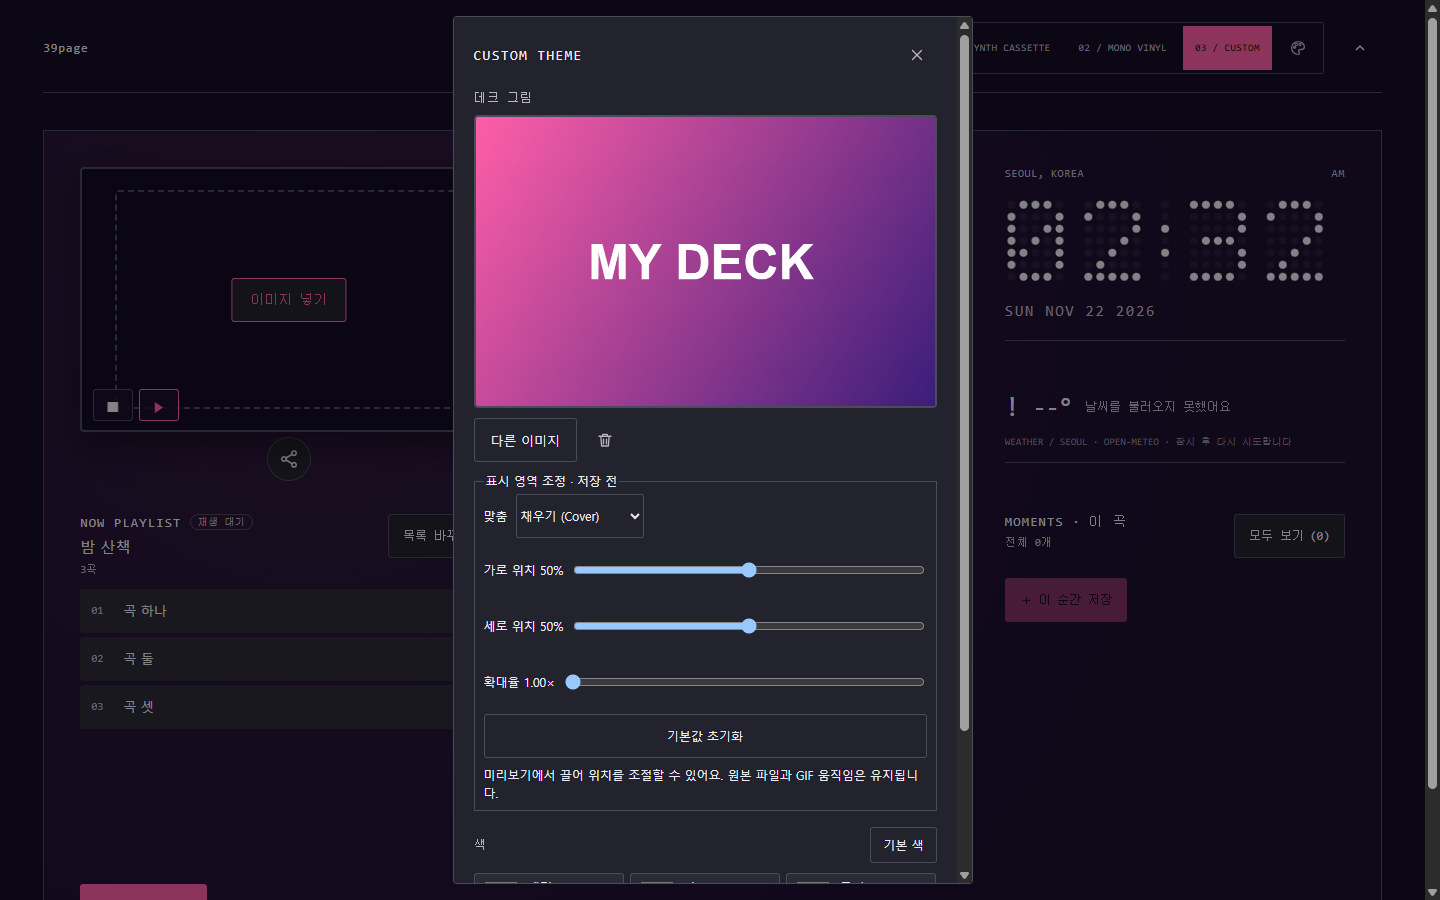 39page
YNTH CASSETTE
02 / MONO VINYL
03 / CUSTOM
CUSTOM THEME
데크 그림
MY DECK
다른 이미지
표시 영역 조정 · 저장 전
맞춤
채우기 (Cover)
가로 위치 50%
세로 위치 50%
확대율 1.00×
기본값 초기화
미리보기에서 끌어 위치를 조절할 수 있어요. 원본 파일과 GIF 움직임은 유지됩니
다.
색
기본 색
이미지 넣기
NOW PLAYLIST
재생 대기
목록 바꾸
밤 산책
3곡
01 곡 하나
02 곡 둘
03 곡 셋
SEOUL, KOREA
AM
02:32
SUN NOV 22 2026
! --°
날씨를 불러오지 못했어요
WEATHER / SEOUL · OPEN-METEO · 잠시 후 다시 시도합니다
MOMENTS · 이 곡
전체 0개
모두 보기 (0)
+ 이 순간 저장